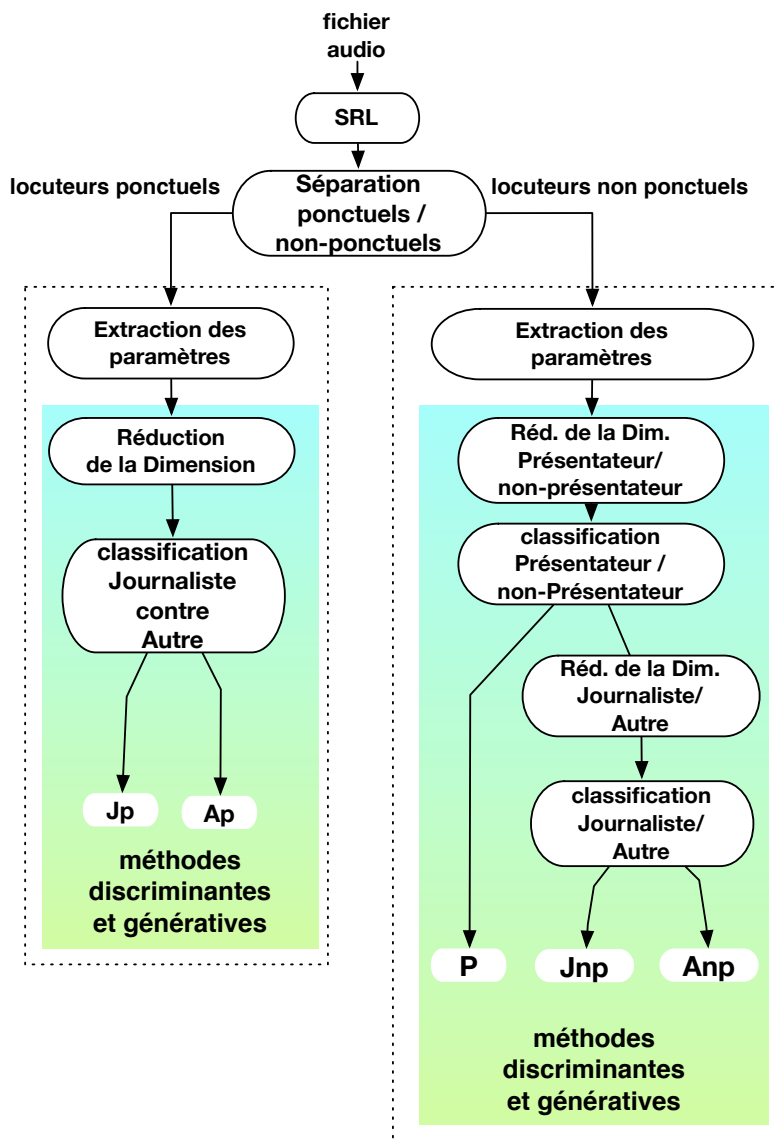 fichier
audio
SRL
locuteurs ponctuels
Séparation
ponctuels /
non-ponctuels
locuteurs non ponctuels
Extraction des
paramètres
Réduction
de la Dimension
classification
Journaliste
contre
Autre
Jp
Ap
méthodes
discriminantes
et génératives
Extraction des
paramètres
Réd. de la Dim.
Présentateur/
non-présentateur
classification
Présentateur /
non-Présentateur
Réd. de la Dim.
Journaliste/
Autre
classification
Journaliste/
Autre
P
Jnp
Anp
méthodes
discriminantes
et génératives